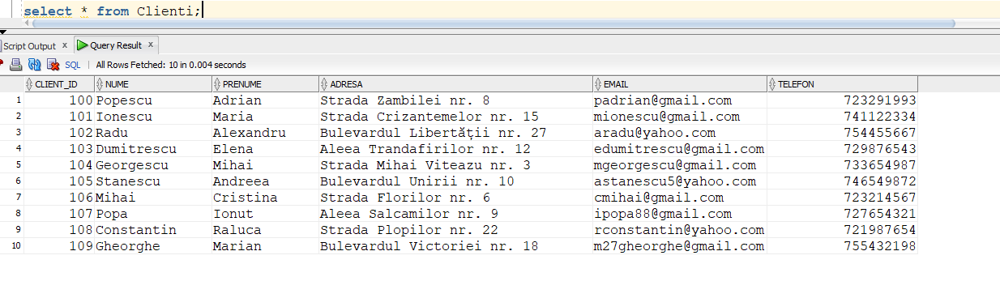 select * from Clienti;
Script Output x Query Result x
SQL | All Rows Fetched: 10 in 0.004 seconds
CLIENT_ID NUME PRENUME ADRESA EMAIL TELEFON
1 100 Popescu Adrian Strada Zambilei nr. 8 padrian@gmail.com 723291993
2 101 Ionescu Maria Strada Crizantemelor nr. 15 mionescu@gmail.com 741122334
3 102 Radu Alexandru Bulevardul Libertății nr. 27 aradu@yahoo.com 754455667
4 103 Dumitrescu Elena Aleea Trandafirilor nr. 12 edumitrescu@gmail.com 729876543
5 104 Georgescu Mihai Strada Mihai Viteazu nr. 3 mgeorgescu@gmail.com 733654987
6 105 Stanescu Andreea Bulevardul Unirii nr. 10 astanescu5@yahoo.com 746549872
7 106 Mihai Cristina Strada Florilor nr. 6 cmihai@gmail.com 723214567
8 107 Popa Ionut Aleea Salcamilor nr. 9 ipopa88@gmail.com 727654321
9 108 Constantin Raluca Strada Plopilor nr. 22 rconstantin@yahoo.com 721987654
10 109 Gheorghe Marian Bulevardul Victoriei nr. 18 m27gheorghe@gmail.com 755432198